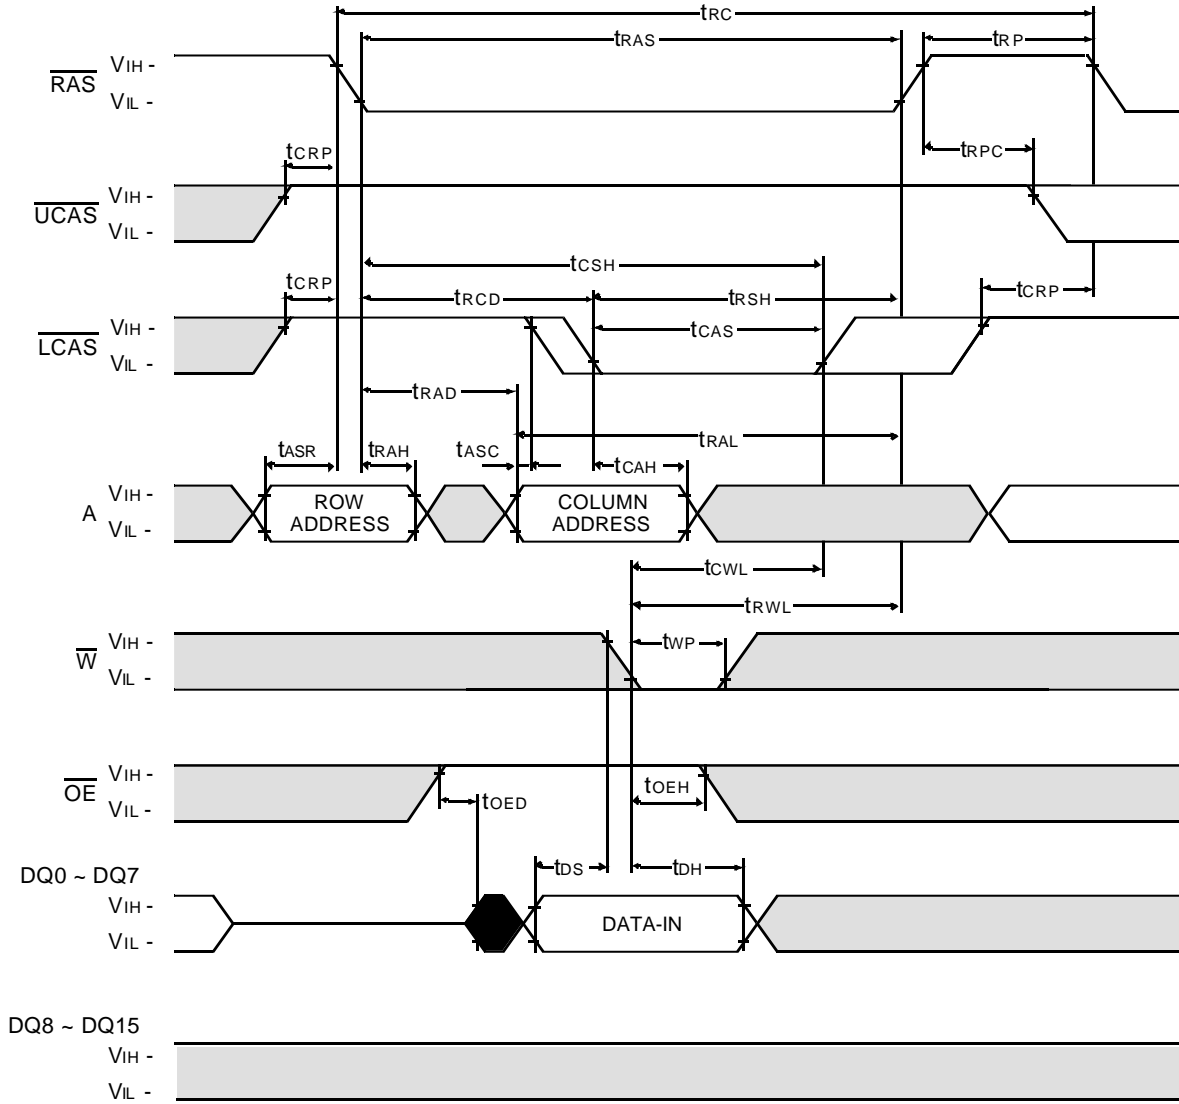 tRC
tRAS
tRP
RAS
VIH -
VIL -
tCRP
tRPC
UCAS
VIH -
VIL -
tCSH
tCRP
tRCD
tRSH
tCRP
LCAS
VIH -
VIL -
tCAS
tRAD
tRAL
tASR
tRAH
tASC
tCAH
A
VIH -
VIL -
ROW
ADDRESS
COLUMN
ADDRESS
tCWL
tRWL
W
VIH -
VIL -
tWP
OE
VIH -
VIL -
tOED
tOEH
DQ0 ~ DQ7
VIH -
VIL -
tDS
tDH
DATA-IN
DQ8 ~ DQ15
VIH -
VIL -